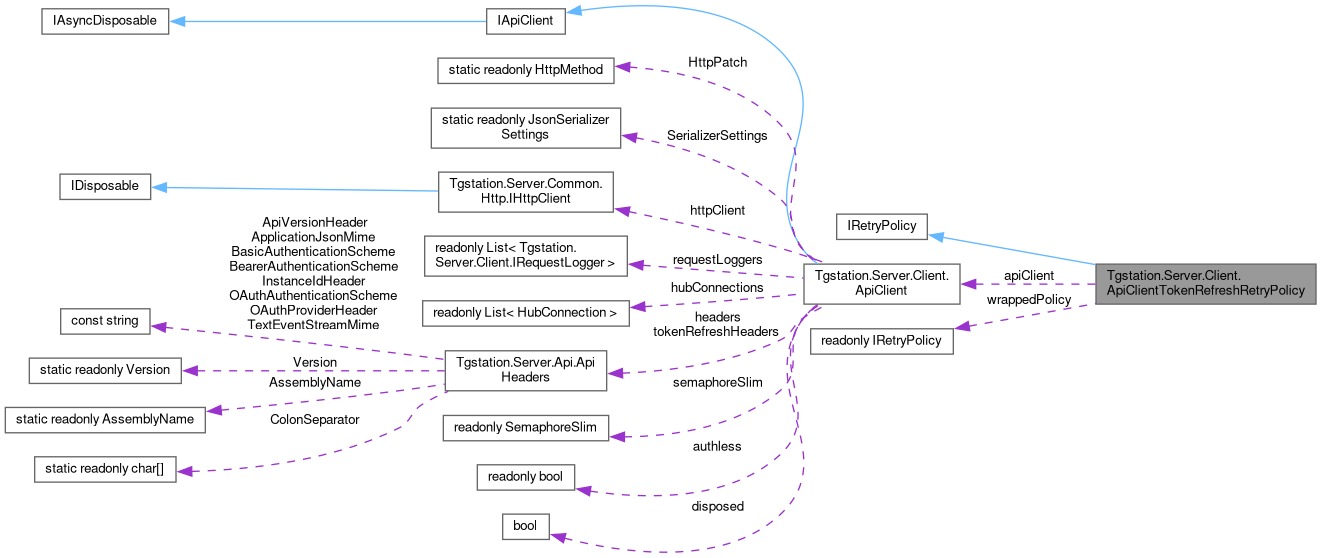 IAsyncDisposable
IApiClient
static readonly HttpMethod
HttpPatch
static readonly JsonSerializer
Settings
SerializerSettings
IDisposable
Tgstation.Server.Common.
Http.IHttpClient
httpClient
IRetryPolicy
ApiVersionHeader
ApplicationJsonMime
BasicAuthenticationScheme
BearerAuthenticationScheme
InstanceIdHeader
OAuthAuthenticationScheme
OAuthProviderHeader
TextEventStreamMime
readonly List< Tgstation.
Server.Client.IRequestLogger >
requestLoggers
Tgstation.Server.Client.
ApiClient
apiClient
Tgstation.Server.Client.
ApiClientTokenRefreshRetryPolicy
hubConnections
wrappedPolicy
readonly List< HubConnection >
const string
headers
tokenRefreshHeaders
readonly IRetryPolicy
static readonly Version
Version
Tgstation.Server.Api.Api
Headers
AssemblyName
semaphoreSlim
static readonly AssemblyName
ColonSeparator
readonly SemaphoreSlim
authless
static readonly char[]
readonly bool
disposed
bool